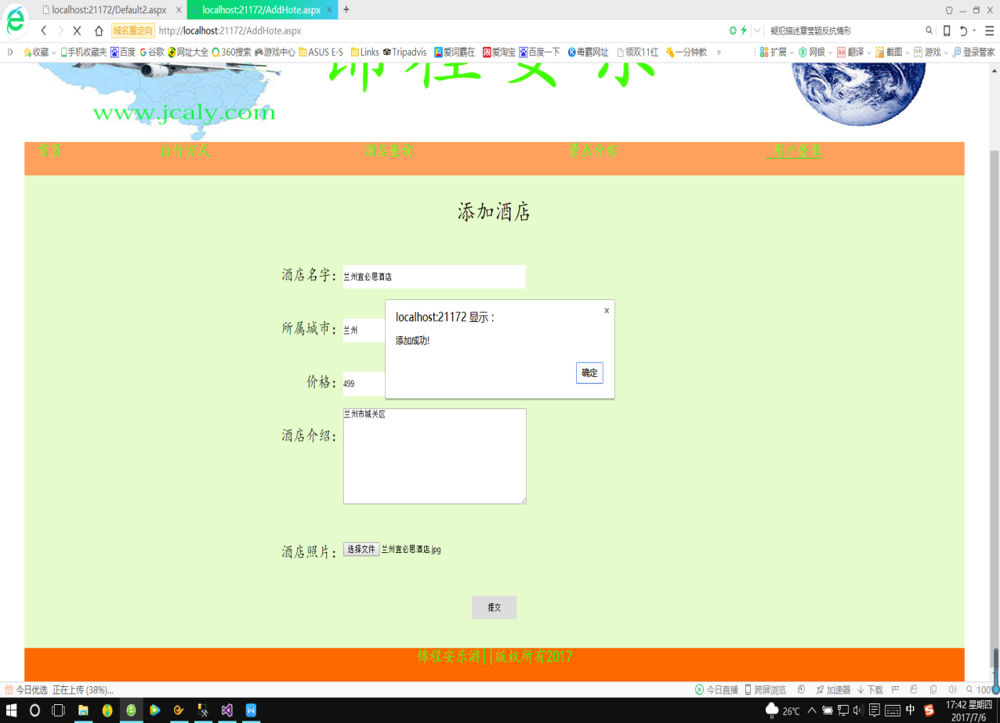 localhost:21172/Default2.aspx × localhost:21172/AddHote.aspx × +
域名重定向 http://localhost:21172/AddHote.aspx 疑犯描述章莹颖反抗情形
收藏 手机收藏夹 百度 谷歌 网址大全 360搜索 游戏中心 ASUS E-S Links Tripadvis 爱词霸在 爱淘宝 百度一下 毒霸网址 领双11红 一分钟教 » 扩展 网银 翻译 截图 游戏 登录管家
锦程安乐
www.jcaly.com
首页 出行方式 酒店查询 景点介绍 用户登录
添加酒店
酒店名字: 兰州宜必思酒店
localhost:21172 显示: ×
所属城市: 兰州
添加成功!
确定
价格: 499
酒店介绍: 兰州市城关区
酒店照片: 选择文件 兰州宜必思酒店.jpg
提交
锦程安乐游||版权所有2017
今日优选 正在上传 (38%)... 今日直播 跨屏浏览 加速器 下载 100
26℃ 中 17:42 星期四
2017/7/6